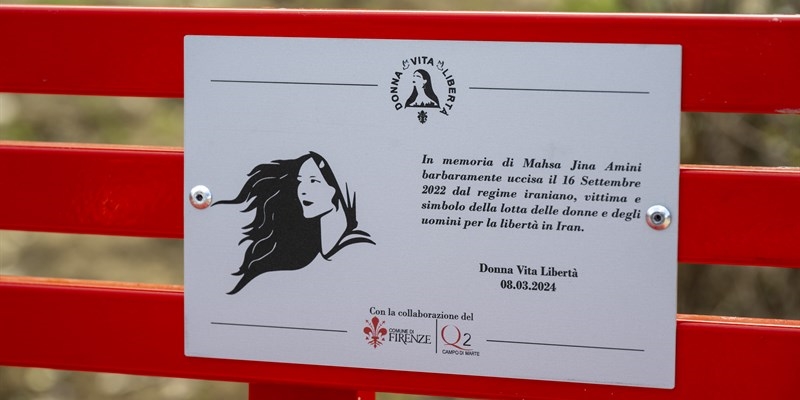 DONNA VITA LIBERTÀ
In memoria di Mahsa Jina Amini
barbaramente uccisa il 16 Settembre
2022 dal regime iraniano, vittima e
simbolo della lotta delle donne e degli
uomini per la libertà in Iran.
Donna Vita Libertà
08.03.2024
Con la collaborazione del
COMUNE DI
FIRENZE
Q2
CAMPO DI MARTE